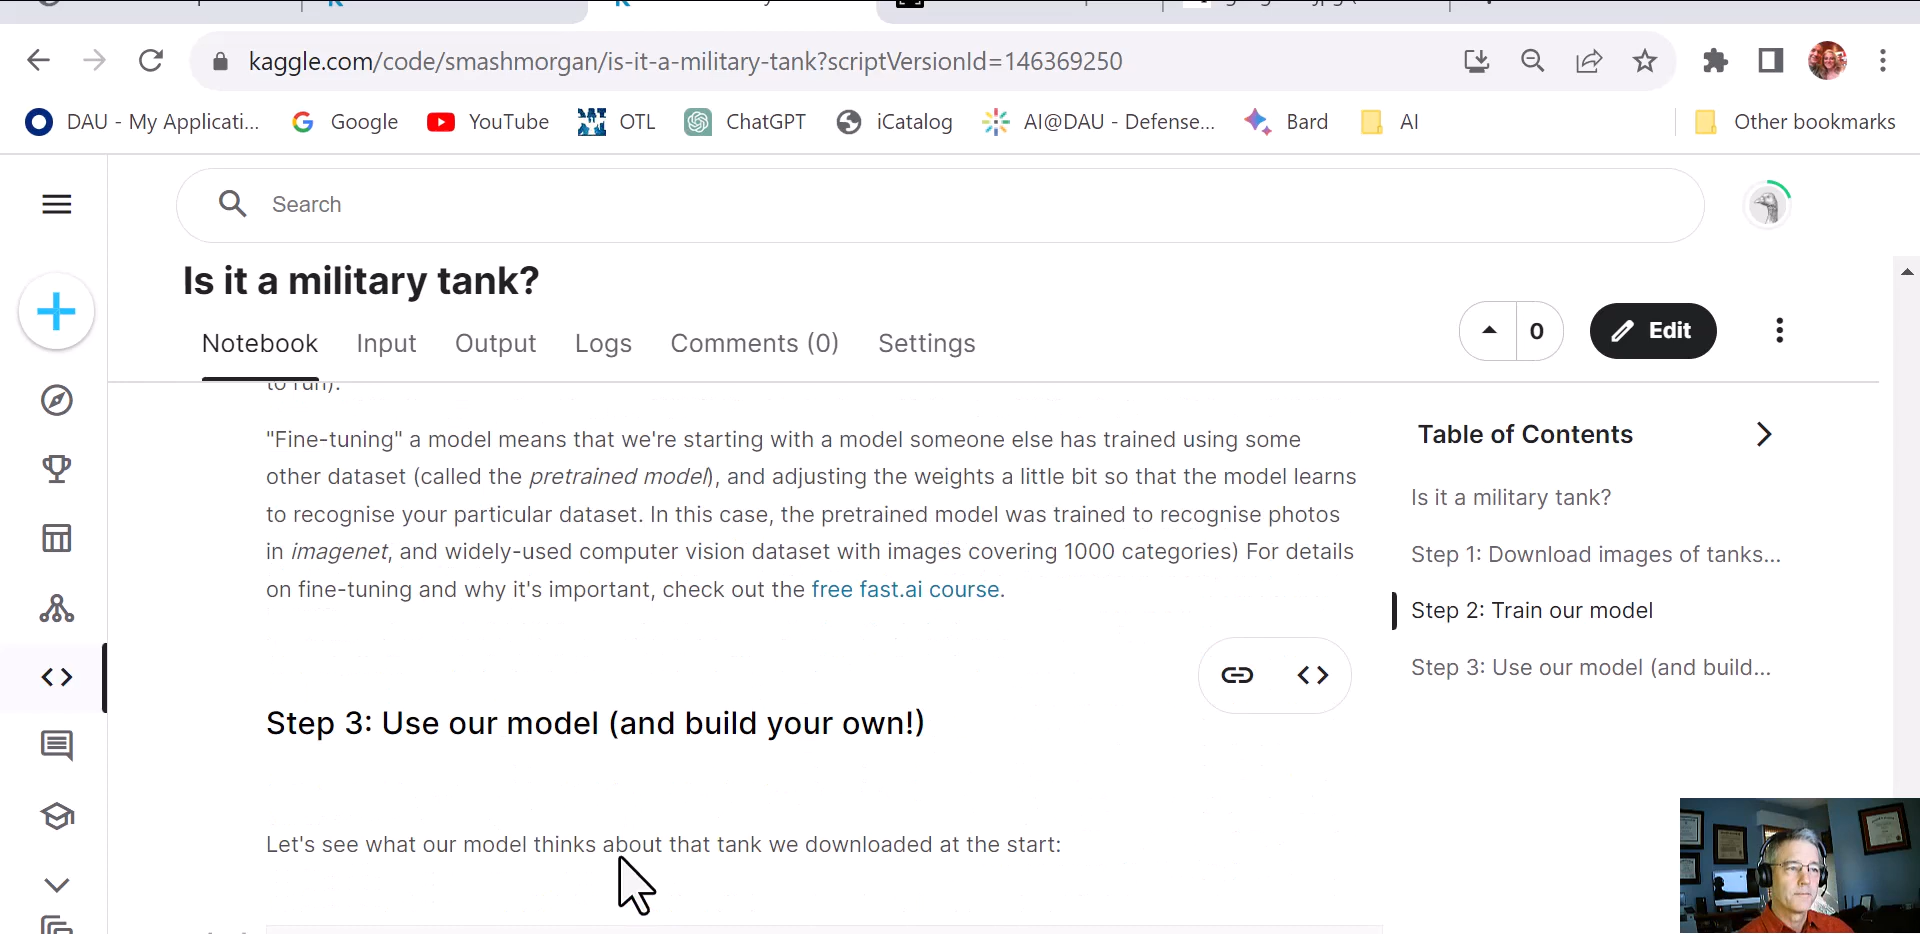 kaggle.com/code/smashmorgan/is-it-a-military-tank?scriptVersionId=146369250
DAU - My Applicati... Google YouTube OTL ChatGPT iCatalog AI@DAU - Defense... Bard AI Other bookmarks
Search
Is it a military tank?
Notebook Input Output Logs Comments (0) Settings
0 Edit
to run).
"Fine-tuning" a model means that we're starting with a model someone else has trained using some
other dataset (called the pretrained model), and adjusting the weights a little bit so that the model learns
to recognise your particular dataset. In this case, the pretrained model was trained to recognise photos
in imagenet, and widely-used computer vision dataset with images covering 1000 categories) For details
on fine-tuning and why it's important, check out the free fast.ai course.
Step 3: Use our model (and build your own!)
Let's see what our model thinks about that tank we downloaded at the start:
Table of Contents
Is it a military tank?
Step 1: Download images of tanks...
Step 2: Train our model
Step 3: Use our model (and build...